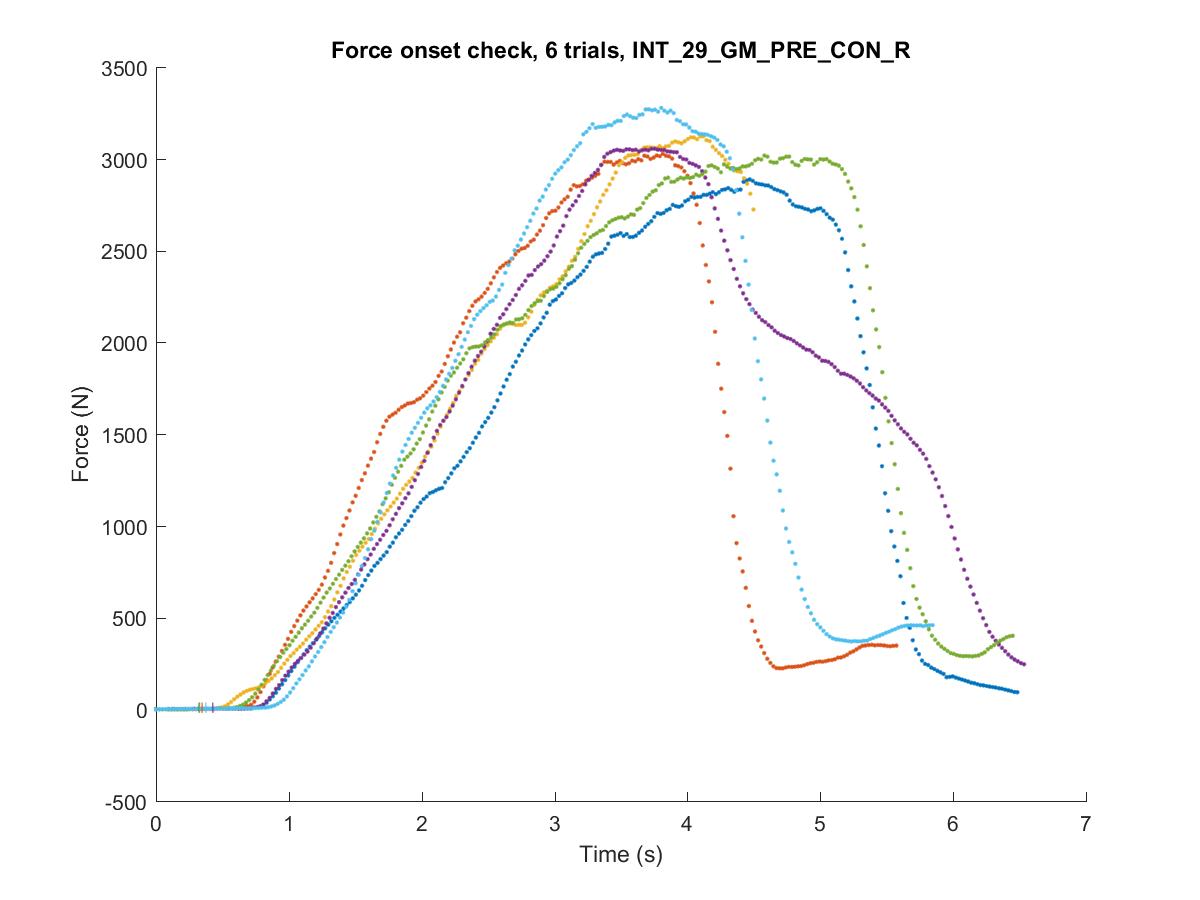 Force onset check, 6 trials, INT_29_GM_PRE_CON_R
3500
3000
2500
2000
1500
1000
500
0
-500
Force (N)
0 1 2 3 4 5 6 7
Time (s)